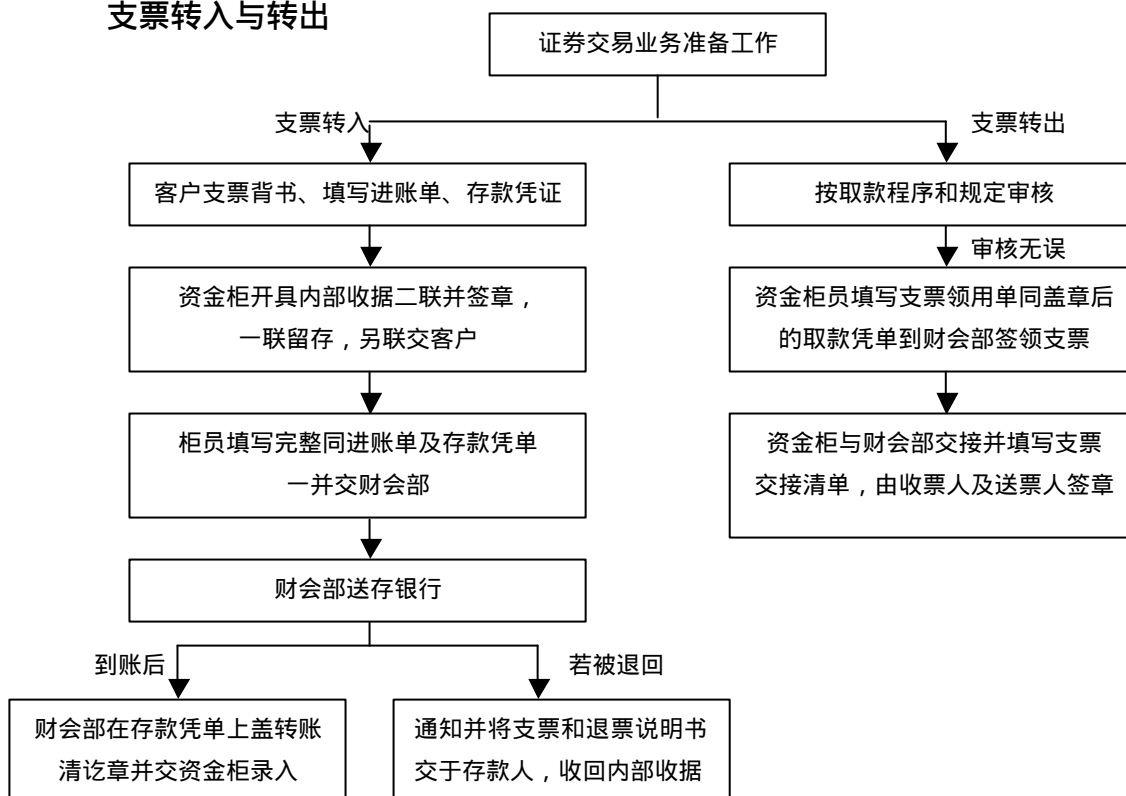 支票转入与转出
证券交易业务准备工作
支票转入
支票转出
客户支票背书、填写进账单、存款凭证
按取款程序和规定审核
审核无误
资金柜开具内部收据二联并签章，
一联留存，另联交客户
资金柜员填写支票领用单同盖章后
的取款凭单到财会部签领支票
柜员填写完整同进账单及存款凭单
一并交财会部
资金柜与财会部交接并填写支票
交接清单，由收票人及送票人签章
财会部送存银行
到账后
若被退回
财会部在存款凭单上盖转账
清讫章并交资金柜录入
通知并将支票和退票说明书
交于存款人，收回内部收据